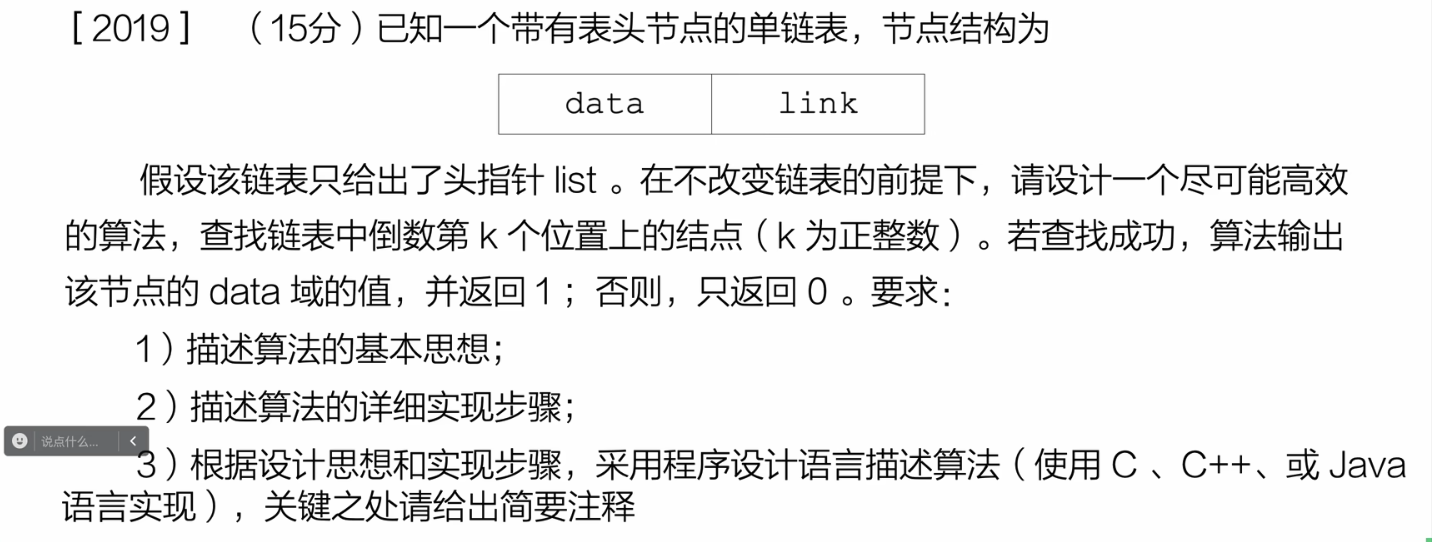 [2019] （15分）已知一个带有表头节点的单链表，节点结构为
data link
假设该链表只给出了头指针 list 。在不改变链表的前提下，请设计一个尽可能高效
的算法，查找链表中倒数第 k 个位置上的结点（k 为正整数）。若查找成功，算法输出
该节点的 data 域的值，并返回 1 ；否则，只返回 0 。要求：
1）描述算法的基本思想；
2）描述算法的详细实现步骤；
说点什么...
3）根据设计思想和实现步骤，采用程序设计语言描述算法（使用 C 、C++、或 Java
语言实现），关键之处请给出简要注释